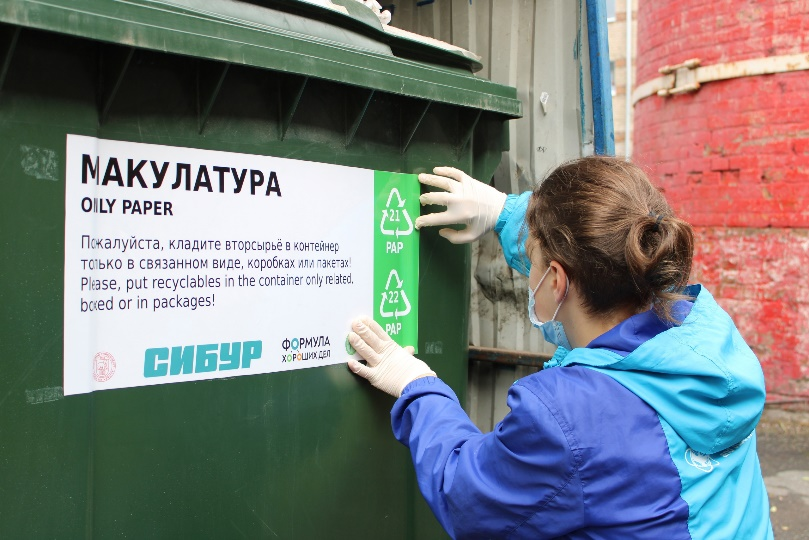 МАКУЛАТУРА
ONLY PAPER
Пожалуйста, кладите вторсырьё в контейнер
только в связанном виде, коробках или пакетах!
Please, put recyclables in the container only related,
boxed or in packages!
СИБУР
ФОРМУЛА
ХОРОШИХ ДЕЛ
21
PAP
22
PAP